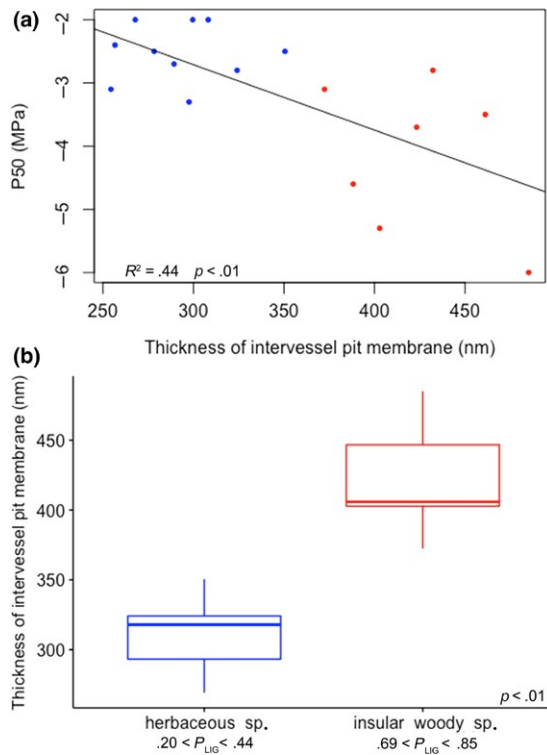 (a)
P50 (MPa)
−2
−3
−4
−5
−6
R² = .44 p < .01
250 300 350 400 450
Thickness of intervessel pit membrane (nm)
(b)
Thickness of intervessel pit membrane (nm)
450
400
350
300
p < .01
herbaceous sp. insular woody sp.
.20 < P_LIG < .44 .69 < P_LIG < .85